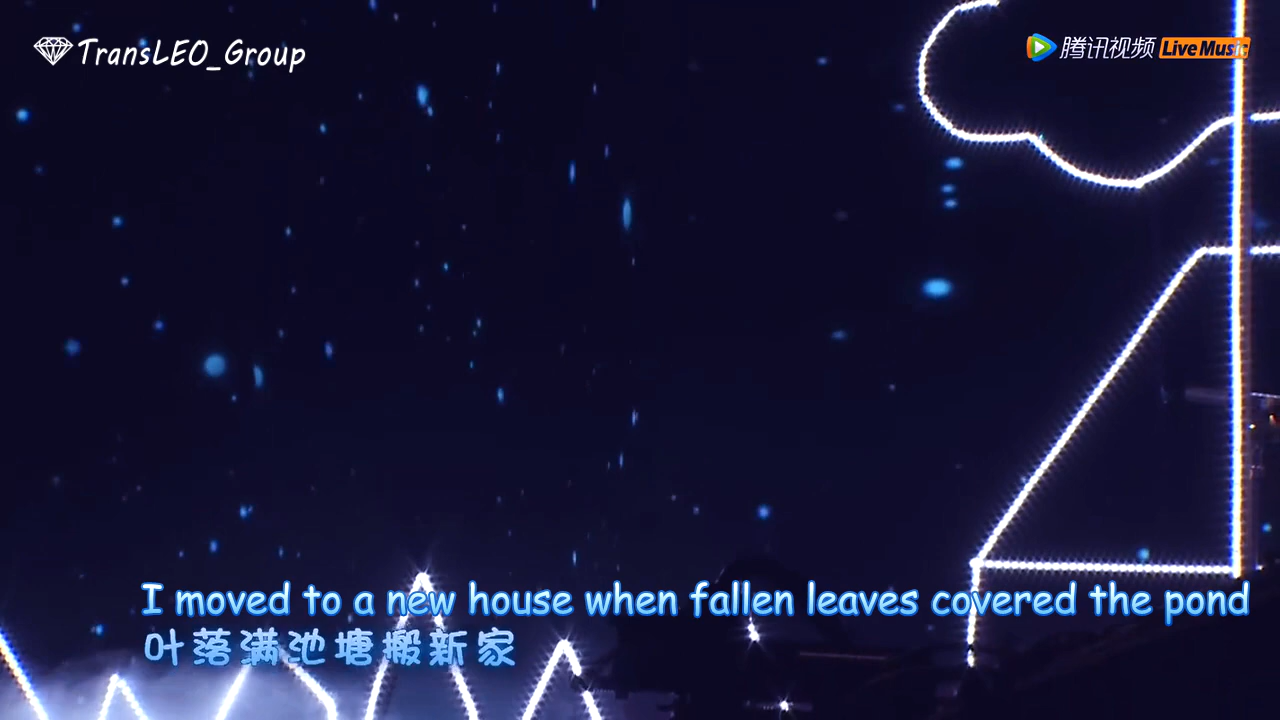 TransLEO_Group
腾讯视频 Live Music
I moved to a new house when fallen leaves covered the pond
叶落满池塘搬新家